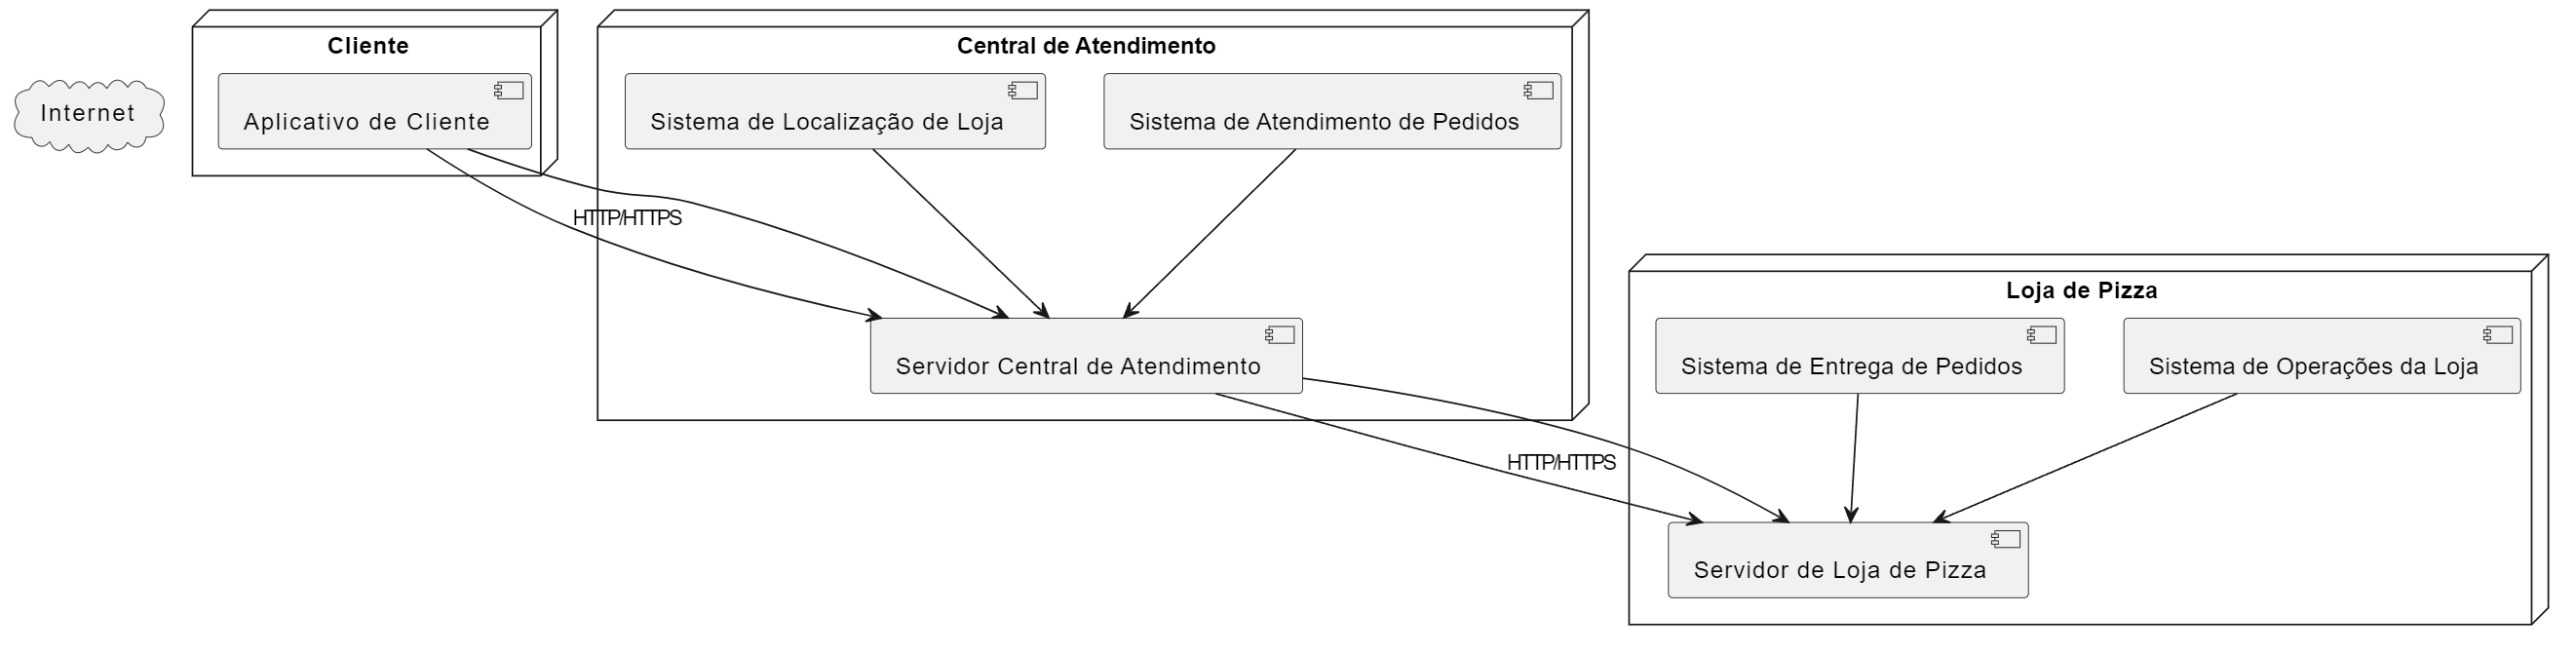 Internet
Cliente
Aplicativo de Cliente
Central de Atendimento
Sistema de Localização de Loja
Sistema de Atendimento de Pedidos
HTTP/HTTPS
Servidor Central de Atendimento
Loja de Pizza
Sistema de Entrega de Pedidos
Sistema de Operações da Loja
HTTP/HTTPS
Servidor de Loja de Pizza